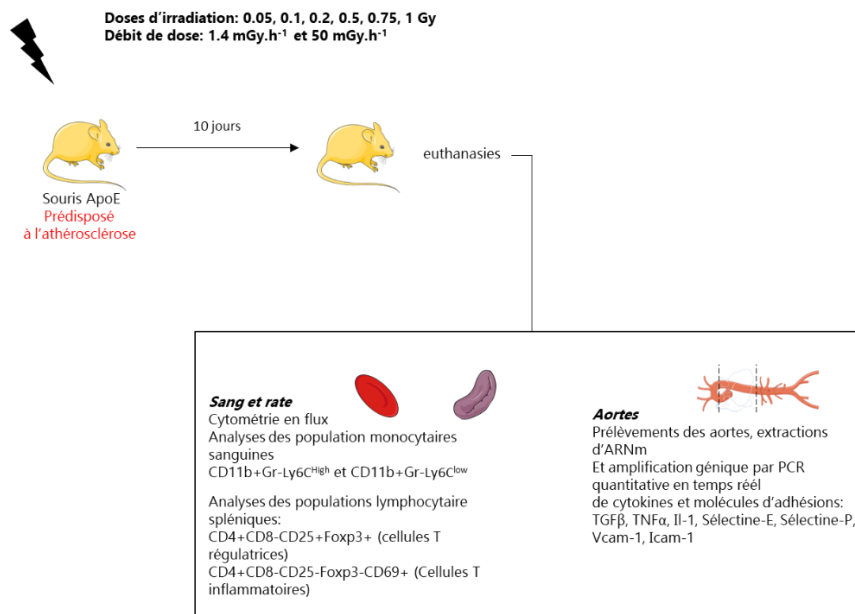 Doses d'irradiation: 0.05, 0.1, 0.2, 0.5, 0.75, 1 Gy
Débit de dose: 1.4 mGy.h⁻¹ et 50 mGy.h⁻¹
10 jours
euthanasies
Souris ApoE
Prédisposé
à l'athérosclérose
Sang et rate
Cytométrie en flux
Analyses des population monocytaires
sanguines
CD11b+Gr-Ly6Cᴴⁱᵍʰ et CD11b+Gr-Ly6Cˡᵒʷ
Analyses des populations lymphocytaire
spléniques:
CD4+CD8-CD25+Foxp3+ (cellules T
régulatrices)
CD4+CD8-CD25-Foxp3-CD69+ (Cellules T
inflammatoires)
Aortes
Prélèvements des aortes, extractions
d'ARNm
Et amplification génique par PCR
quantitative en temps réél
de cytokines et molécules d'adhésions:
TGFβ, TNFα, Il-1, Sélectine-E, Sélectine-P,
Vcam-1, Icam-1